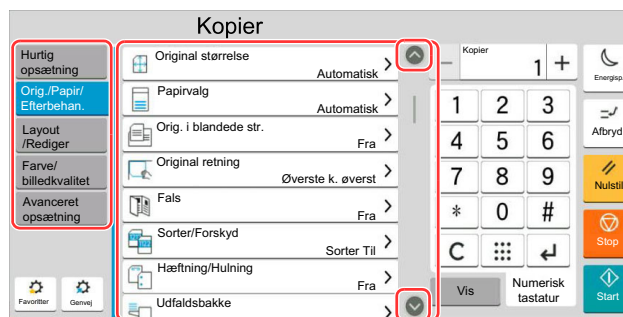 Kopier
Hurtig
opsætning
Orig./Papir/
Efterbehan.
Layout
/Rediger
Farve/
billedkvalitet
Avanceret
opsætning
Favoritter
Genvej
Original størrelse
Automatisk
Papirvalg
Automatisk
Orig. i blandede str.
Fra
Original retning
Øverste k. øverst
Fals
Fra
Sorter/Forskyd
Sorter Til
Hæftning/Hulning
Fra
Udfaldsbakke
Kopier
− 1 +
1 2 3
4 5 6
7 8 9
* 0 #
C
Vis
Numerisk
tastatur
Energisp.
Afbryd
Nulstil
Stop
Start